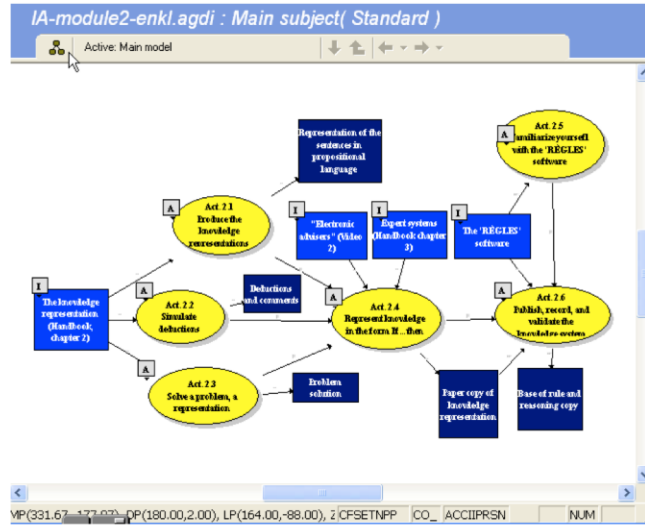 IA-module2-enkl.agdi : Main subject( Standard )
Active: Main model
Representation of the
sentences in
propositional
language
A
Act. 2.5
Familiarize yourself
with the 'RÈGLES'
software
A
Act. 2.1
Produce the
knowledge
representations
I
"Electronic
advisers" (Video
2)
I
Expert systems
(Handbook chapter
3)
I
The 'RÈGLES'
software
I
The knowledge
representation
(Handbook,
chapter 2)
A
Act. 2.2
Simulate
deductions
Deductions
and comments
A
Act. 2.4
Represent knowledge
in the form If...then
A
Act. 2.6
Publish, record, and
validate the
knowledge system
A
Act. 2.3
Solve a problem, a
representation
Problem
solution
Paper copy of
knowledge
representation
Base of rule and
reasoning copy
DP(180.00,2.00), LP(164.00,-88.00), 2 CFSETNPP CO_ ACCIIPRSN NUM